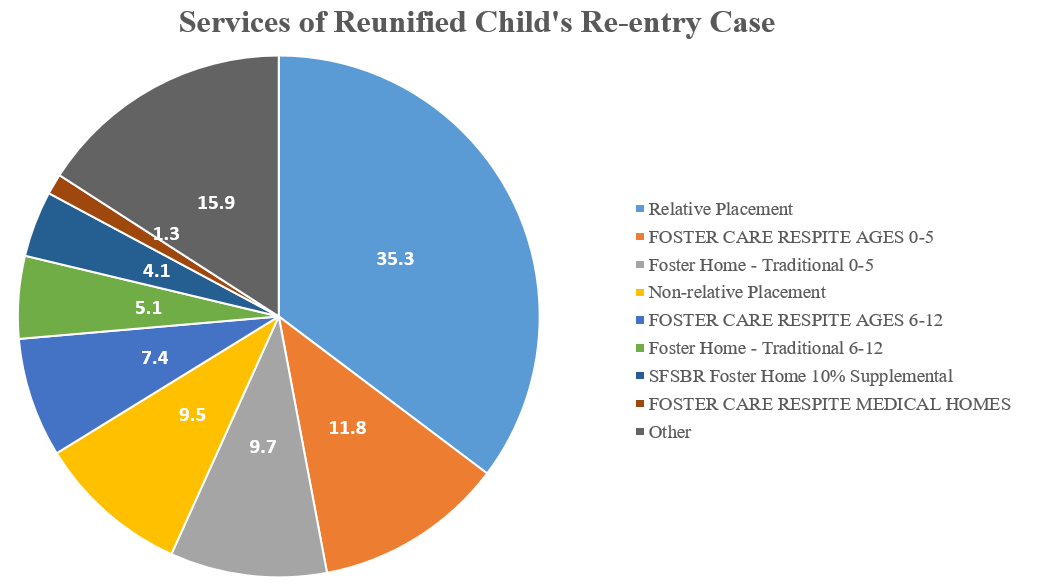 Services of Reunified Child's Re-entry Case
15.9
1.3
35.3
4.1
5.1
7.4
9.5
11.8
9.7
Relative Placement
FOSTER CARE RESPITE AGES 0-5
Foster Home - Traditional 0-5
Non-relative Placement
FOSTER CARE RESPITE AGES 6-12
Foster Home - Traditional 6-12
SFSBR Foster Home 10% Supplemental
FOSTER CARE RESPITE MEDICAL HOMES
Other